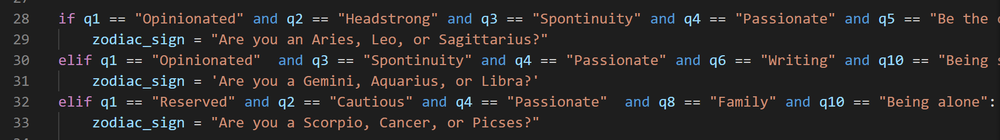 28 if q1 == "Opinionated" and q2 == "Headstrong" and q3 == "Spontinuity" and q4 == "Passionate" and q5 == "Be the
29 zodiac_sign = "Are you an Aries, Leo, or Sagittarius?"
30 elif q1 == "Opinionated"  and q3 == "Spontinuity" and q4 == "Passionate" and q6 == "Writing" and q10 == "Being
31 zodiac_sign = 'Are you a Gemini, Aquarius, or Libra?'
32 elif q1 == "Reserved" and q2 == "Cautious" and q4 == "Passionate"  and q8 == "Family" and q10 == "Being alone":
33 zodiac_sign = "Are you a Scorpio, Cancer, or Picses?"